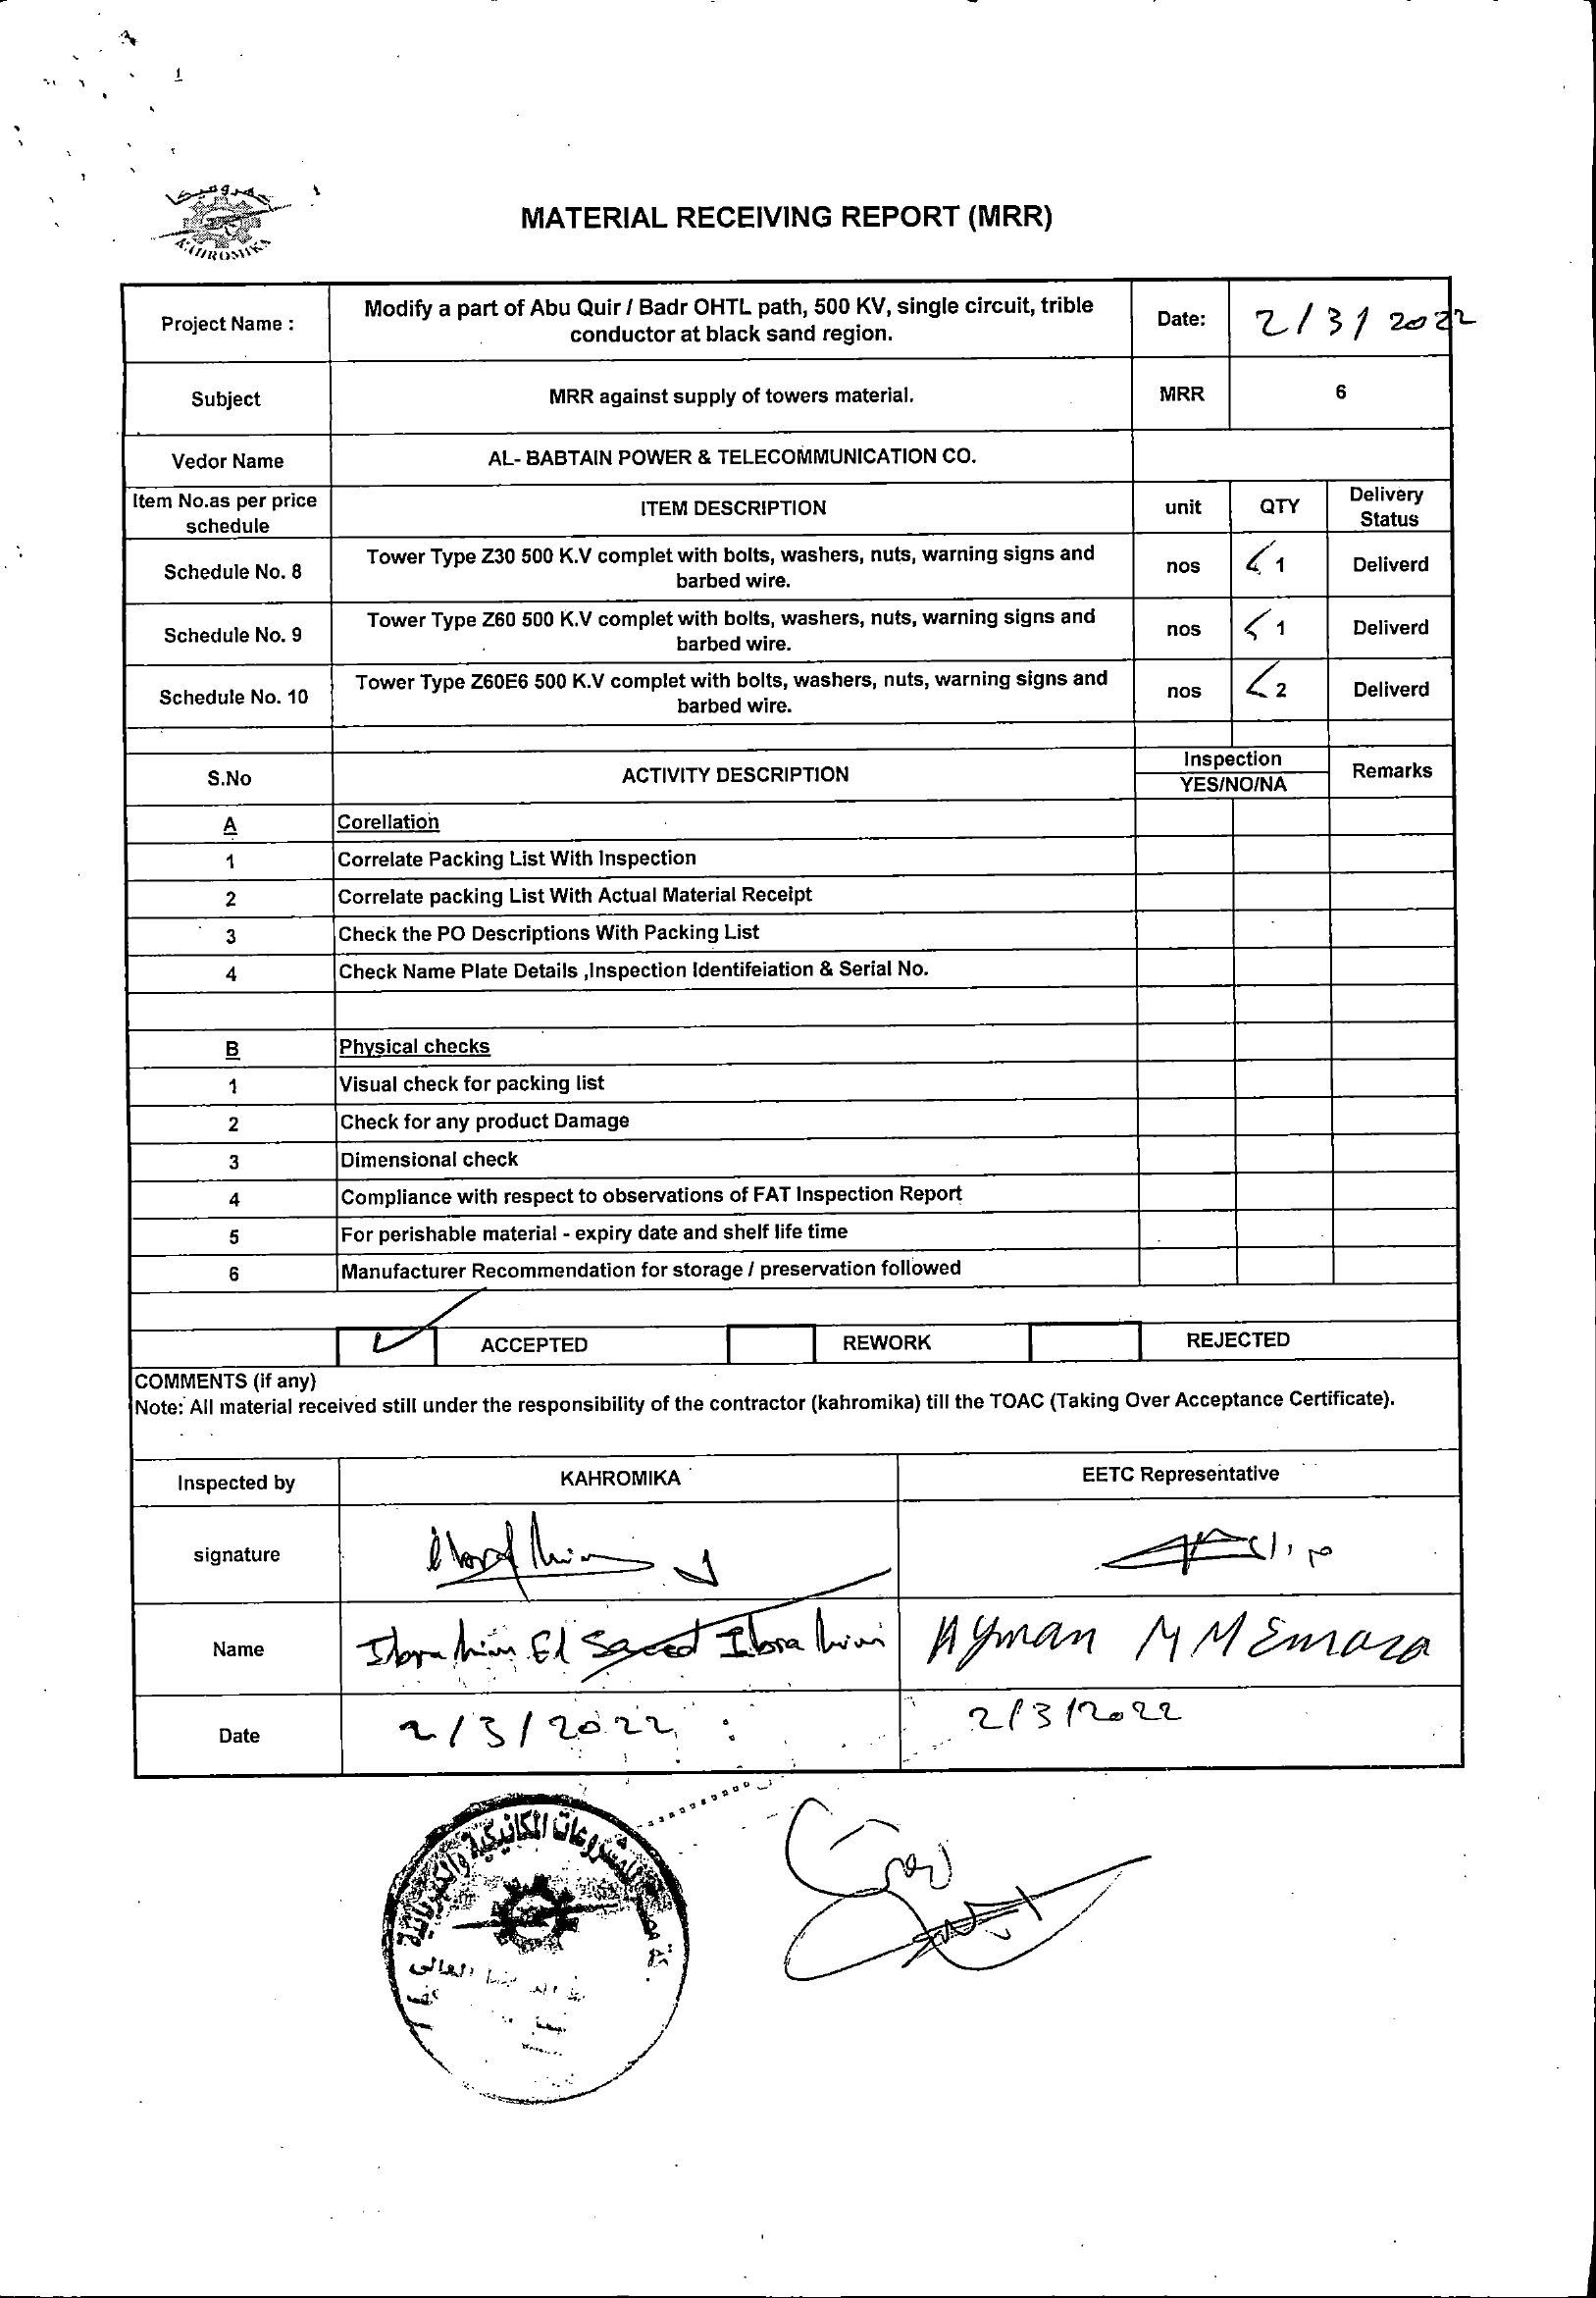 KAHROMIKA
MATERIAL RECEIVING REPORT (MRR)
Project Name :
Modify a part of Abu Quir / Badr OHTL path, 500 KV, single circuit, trible
conductor at black sand region.
Date:
2/3/2022
Subject
MRR against supply of towers material.
MRR
6
Vedor Name
AL- BABTAIN POWER & TELECOMMUNICATION CO.
Item No.as per price
schedule
ITEM DESCRIPTION
unit
QTY
Delivery
Status
Schedule No. 8
Tower Type Z30 500 K.V complet with bolts, washers, nuts, warning signs and
barbed wire.
nos
1
Deliverd
Schedule No. 9
Tower Type Z60 500 K.V complet with bolts, washers, nuts, warning signs and
barbed wire.
nos
1
Deliverd
Schedule No. 10
Tower Type Z60E6 500 K.V complet with bolts, washers, nuts, warning signs and
barbed wire.
nos
2
Deliverd
S.No
ACTIVITY DESCRIPTION
Inspection
YES/NO/NA
Remarks
A
Corellation
1
Correlate Packing List With Inspection
2
Correlate packing List With Actual Material Receipt
3
Check the PO Descriptions With Packing List
4
Check Name Plate Details ,Inspection Identifeiation & Serial No.
B
Physical checks
1
Visual check for packing list
2
Check for any product Damage
3
Dimensional check
4
Compliance with respect to observations of FAT Inspection Report
5
For perishable material - expiry date and shelf life time
6
Manufacturer Recommendation for storage / preservation followed
ACCEPTED
REWORK
REJECTED
COMMENTS (if any)
Note: All material received still under the responsibility of the contractor (kahromika) till the TOAC (Taking Over Acceptance Certificate).
Inspected by
KAHROMIKA
EETC Representative
signature
Name
Ibrahim El Saeed Ibrahim
Ayman M M Emara
Date
2/3/2022
2/3/2022
للمشروعات الميكانيكية والكهربائية